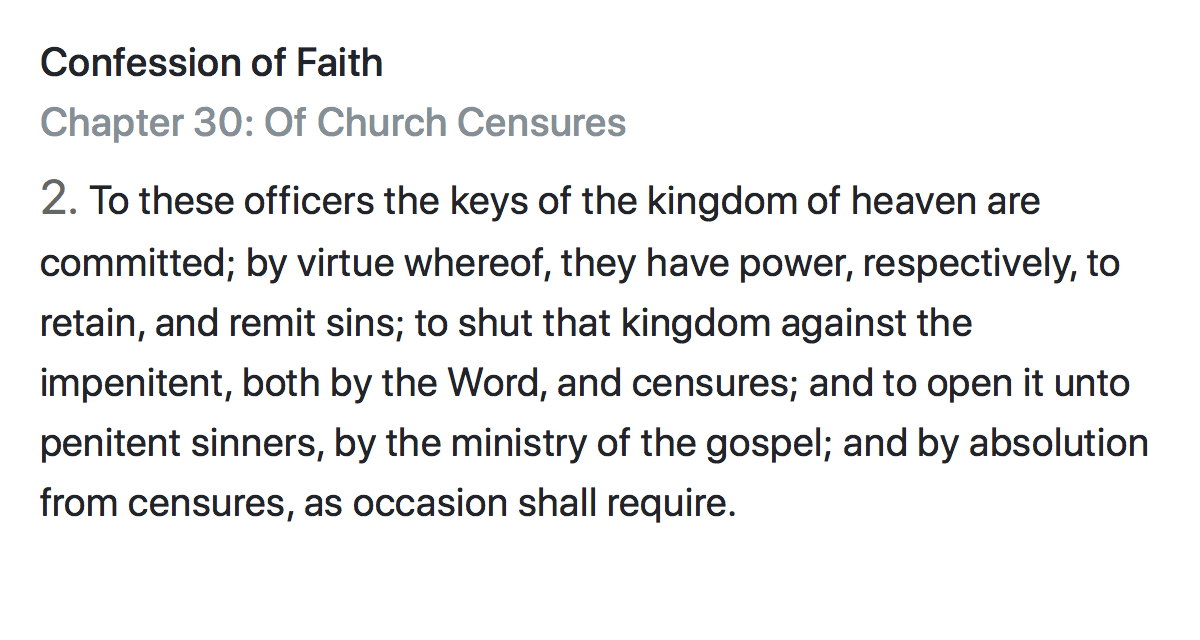 Confession of Faith
Chapter 30: Of Church Censures
2. To these officers the keys of the kingdom of heaven are
committed; by virtue whereof, they have power, respectively, to
retain, and remit sins; to shut that kingdom against the
impenitent, both by the Word, and censures; and to open it unto
penitent sinners, by the ministry of the gospel; and by absolution
from censures, as occasion shall require.